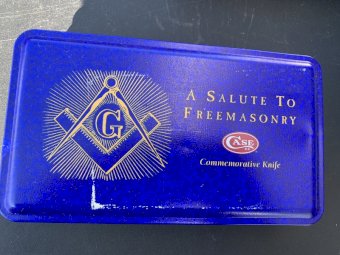 G
A Salute To
Freemasonry
CASE
Commemorative Knife